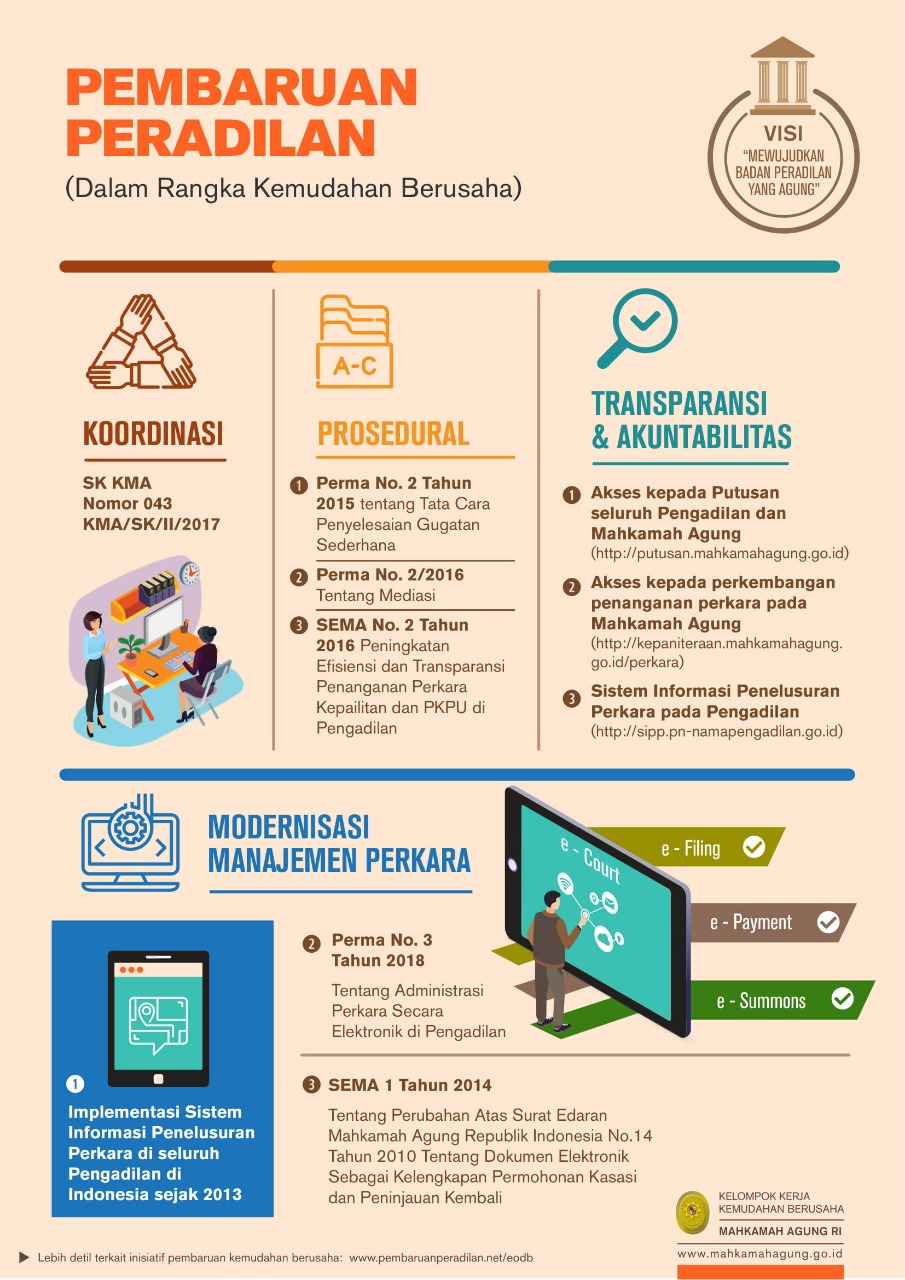 PEMBARUAN
PERADILAN
(Dalam Rangka Kemudahan Berusaha)
VISI
“MEWUJUDKAN
BADAN PERADILAN
YANG AGUNG”
KOORDINASI
SK KMA
Nomor 043
KMA/SK/II/2017
A-C
PROSEDURAL
1 Perma No. 2 Tahun
2015 tentang Tata Cara
Penyelesaian Gugatan
Sederhana
2 Perma No. 2/2016
Tentang Mediasi
3 SEMA No. 2 Tahun
2016 Peningkatan
Efisiensi dan Transparansi
Penanganan Perkara
Kepailitan dan PKPU di
Pengadilan
TRANSPARANSI
& AKUNTABILITAS
1 Akses kepada Putusan
seluruh Pengadilan dan
Mahkamah Agung
(http://putusan.mahkamahagung.go.id)
2 Akses kepada perkembangan
penanganan perkara pada
Mahkamah Agung
(http://kepaniteraan.mahkamahagung.
go.id/perkara)
3 Sistem Informasi Penelusuran
Perkara pada Pengadilan
(http://sipp.pn-namapengadilan.go.id)
MODERNISASI
MANAJEMEN PERKARA
e - Court
e - Filing
e - Payment
e - Summons
1
Implementasi Sistem
Informasi Penelusuran
Perkara di seluruh
Pengadilan di
Indonesia sejak 2013
2 Perma No. 3
Tahun 2018
Tentang Administrasi
Perkara Secara
Elektronik di Pengadilan
3 SEMA 1 Tahun 2014
Tentang Perubahan Atas Surat Edaran
Mahkamah Agung Republik Indonesia No.14
Tahun 2010 Tentang Dokumen Elektronik
Sebagai Kelengkapan Permohonan Kasasi
dan Peninjauan Kembali
KELOMPOK KERJA
KEMUDAHAN BERUSAHA
MAHKAMAH AGUNG RI
www.mahkamahagung.go.id
Lebih detil terkait inisiatif pembaruan kemudahan berusaha: www.pembaruanperadilan.net/eodb